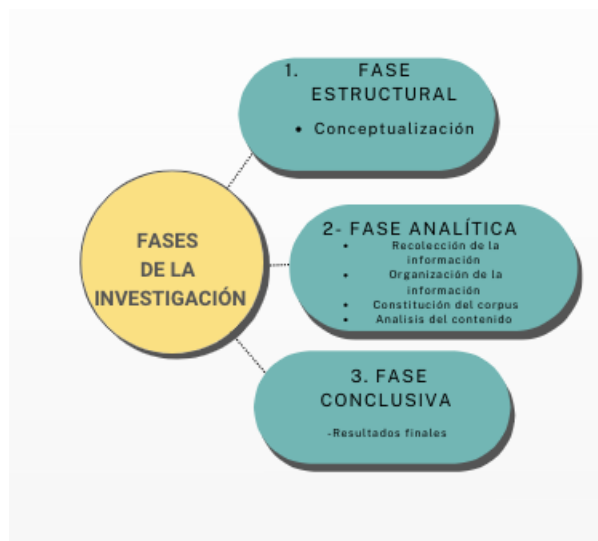 1. FASE
ESTRUCTURAL
• Conceptualización
FASES
DE LA
INVESTIGACIÓN
2- FASE ANALÍTICA
• Recolección de la
información
• Organización de la
información
• Constitución del corpus
• Analisis del contenido
3. FASE
CONCLUSIVA
-Resultados finales